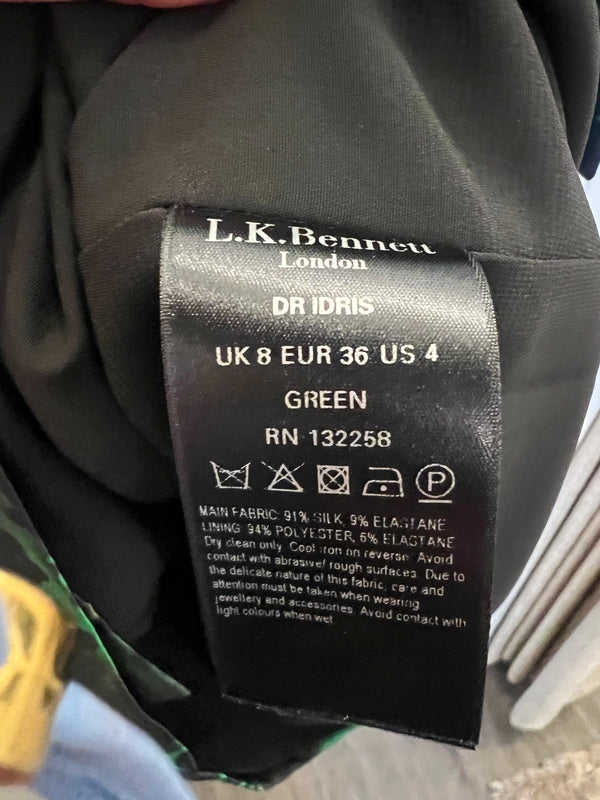 L.K.Bennett
London
DR IDRIS
UK 8 EUR 36 US 4
GREEN
RN 132258
P
MAIN FABRIC: 91% SILK, 9% ELASTANE
LINING: 94% POLYESTER, 6% ELASTANE
Dry clean only. Cool iron on reverse. Avoid
contact with abrasive/ rough surfaces. Due to
the delicate nature of this fabric, care and
attention must be taken when wearing
jewellery and accessories. Avoid contact with
light colours when wet